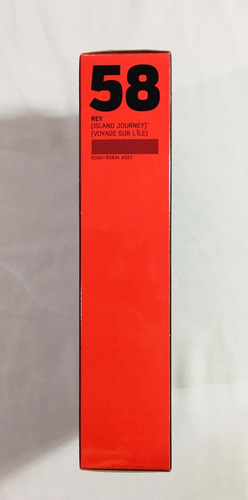 58
REY
(ISLAND JOURNEY)*
(VOYAGE SUR L'ÎLE)